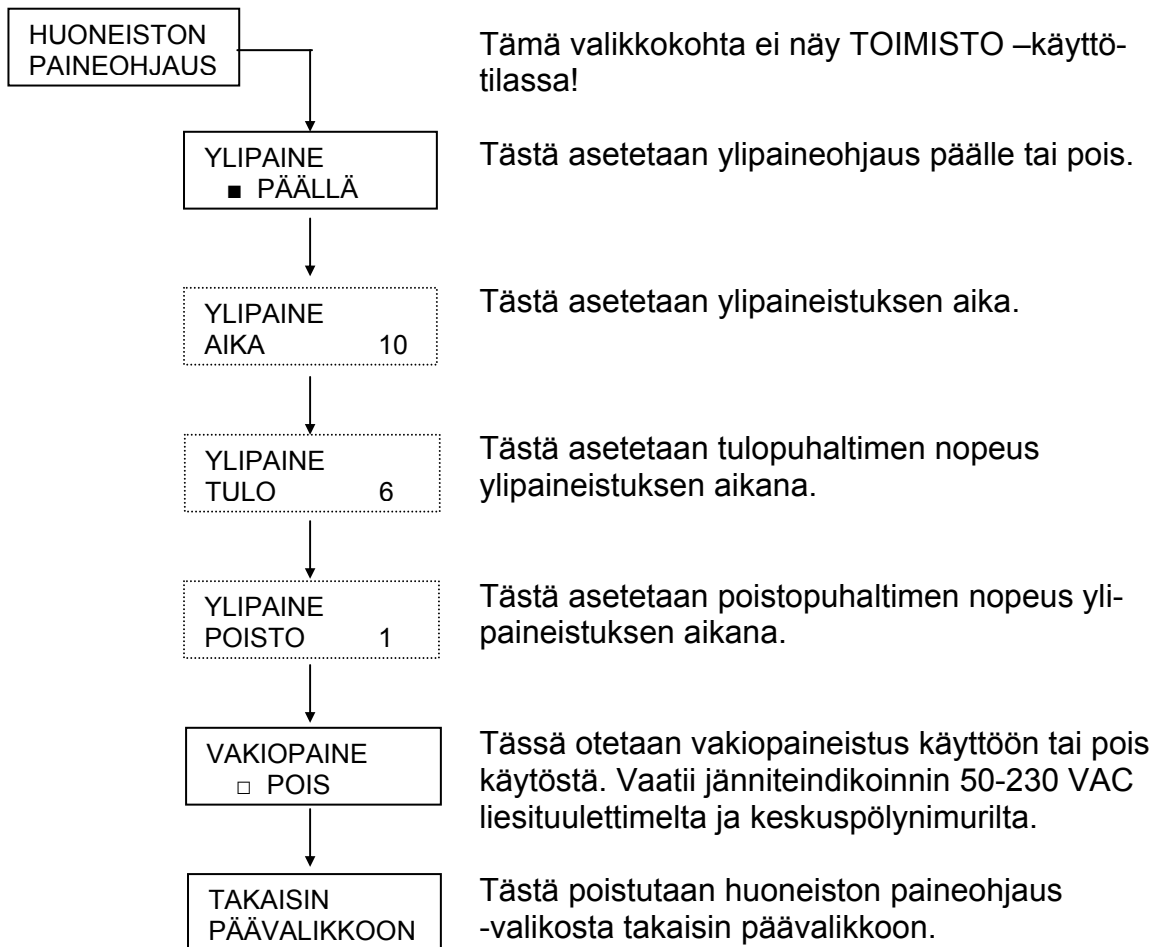 HUONEISTON
PAINEOHJAUS
Tämä valikkokohta ei näy TOIMISTO –käyttö-
tilassa!
YLIPAINE
■ PÄÄLLÄ
Tästä asetetaan ylipaineohjaus päälle tai pois.
YLIPAINE
AIKA 10
Tästä asetetaan ylipaineistuksen aika.
YLIPAINE
TULO 6
Tästä asetetaan tulopuhaltimen nopeus
ylipaineistuksen aikana.
YLIPAINE
POISTO 1
Tästä asetetaan poistopuhaltimen nopeus yli-
paineistuksen aikana.
VAKIOPAINE
□ POIS
Tässä otetaan vakiopaineistus käyttöön tai pois
käytöstä. Vaatii jänniteindikoinnin 50-230 VAC
liesituulettimelta ja keskuspölynimurilta.
TAKAISIN
PÄÄVALIKKOON
Tästä poistutaan huoneiston paineohjaus
-valikosta takaisin päävalikkoon.